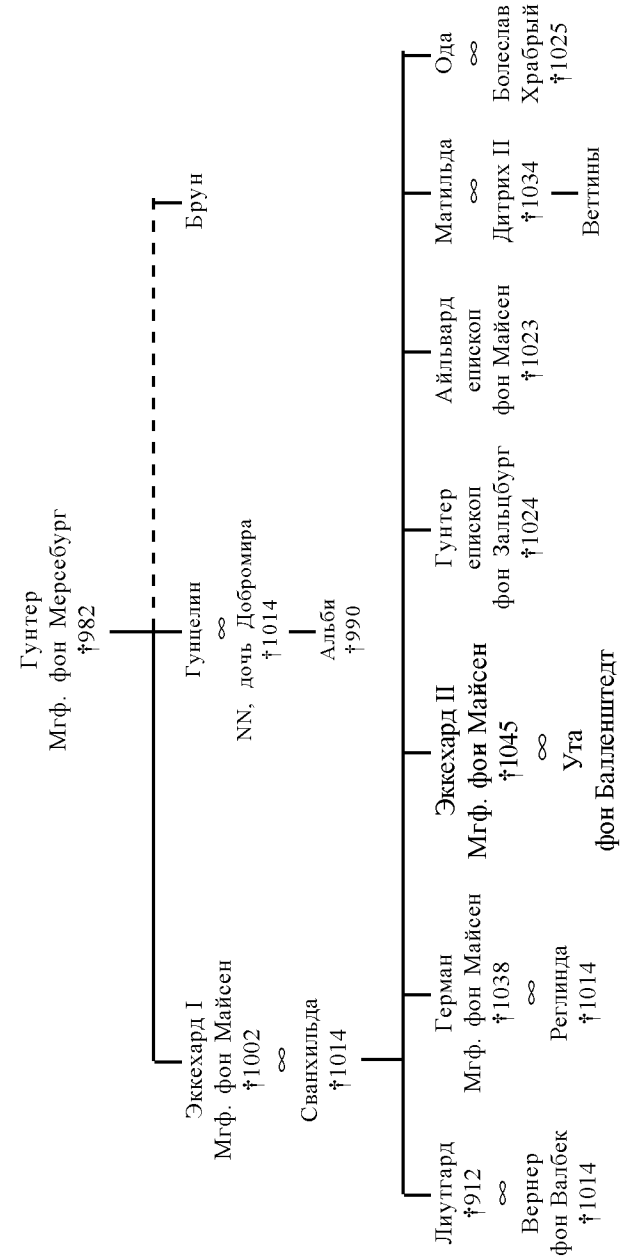 Гунтер
Мгф. фон Мерсебург
†982
Эккехард I
Мгф. фон Майсен
†1002
∞
Сванхильда
†1014
Гунцелин
∞
NN, дочь Добромира
†1014
Альби
†990
Брун
Лиутгард
†912
∞
Вернер
фон Валбек
†1014
Герман
Мгф. фон Майсен
†1038
∞
Реглинда
†1014
Эккехард II
Мгф. фои Майсен
†1045
∞
Ута
фон Балленштедт
Гунтер
епископ
фон Зальцбург
†1024
Айльвард
епископ
фон Майсен
†1023
Матильда
∞
Дитрих II
†1034
Веттины
Ода
∞
Болеслав
Храбрый
†1025